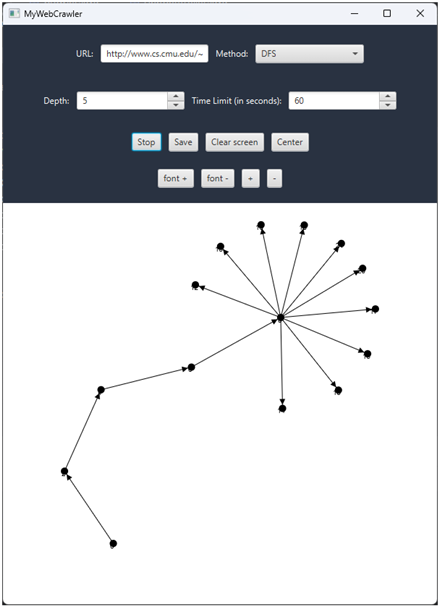 MyWebCrawler
URL: http://www.cs.cmu.edu/~ Method: DFS
Depth: 5 Time Limit (in seconds): 60
Stop Save Clear screen Center
font + font - + -